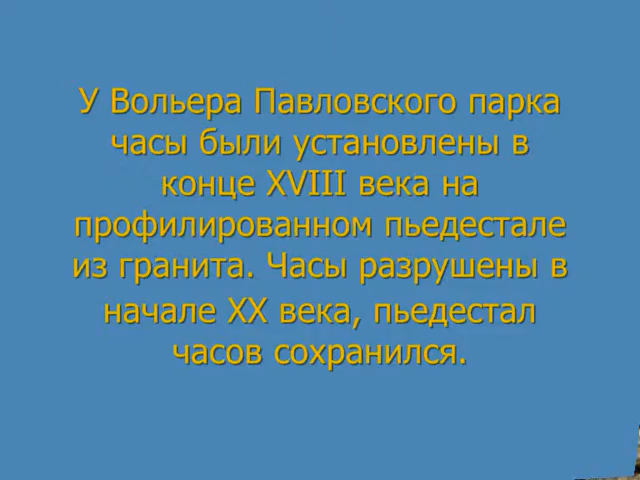 У Вольера Павловского парка
часы были установлены в
конце XVIII века на
профилированном пьедестале
из гранита. Часы разрушены в
начале XX века, пьедестал
часов сохранился.